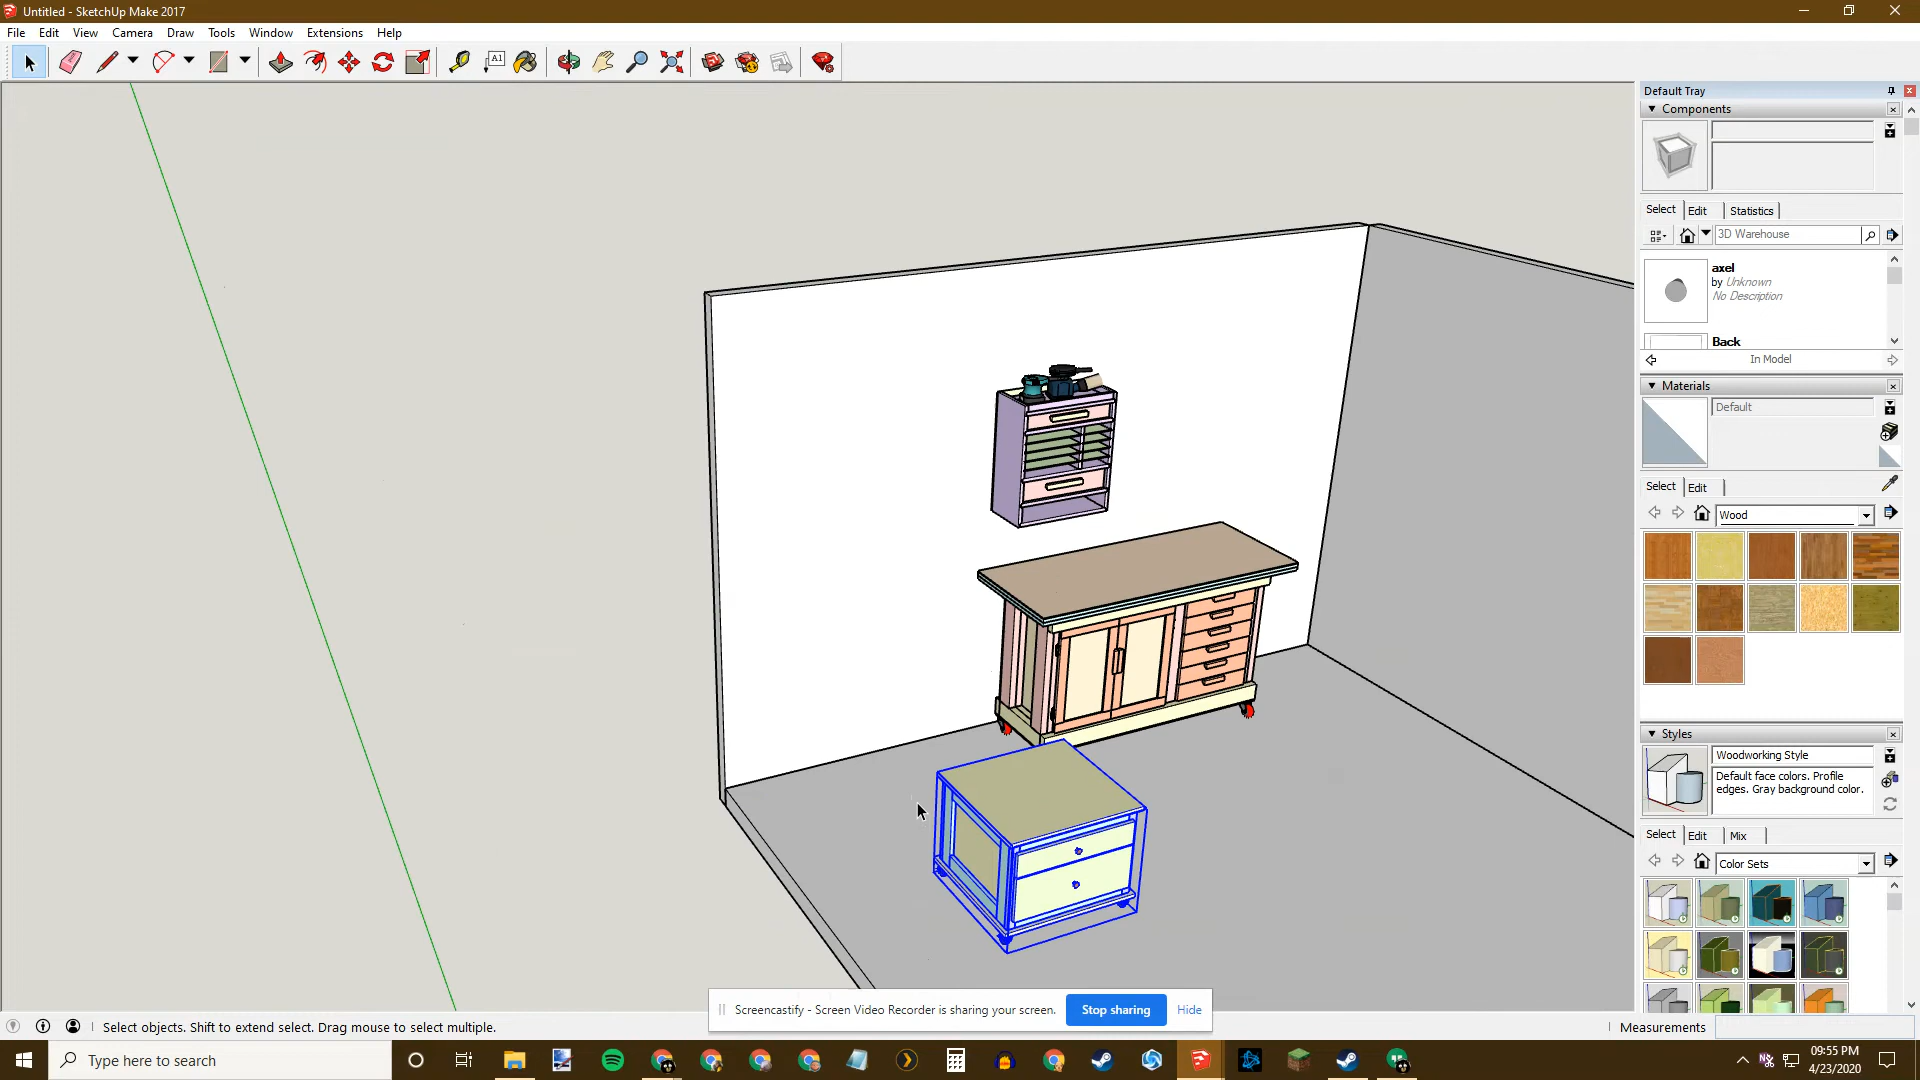 Untitled - SketchUp Make 2017
File Edit View Camera Draw Tools Window Extensions Help
A1
Default Tray
Components
Select Edit Statistics
3D Warehouse
axel
by Unknown
No Description
Back
In Model
Materials
Default
Select Edit
Wood
Styles
Woodworking Style
Default face colors. Profile
edges. Gray background color.
Select Edit Mix
Color Sets
Screencastify - Screen Video Recorder is sharing your screen. Stop sharing Hide
Select objects. Shift to extend select. Drag mouse to select multiple.
Measurements
Type here to search
09:55 PM
4/23/2020